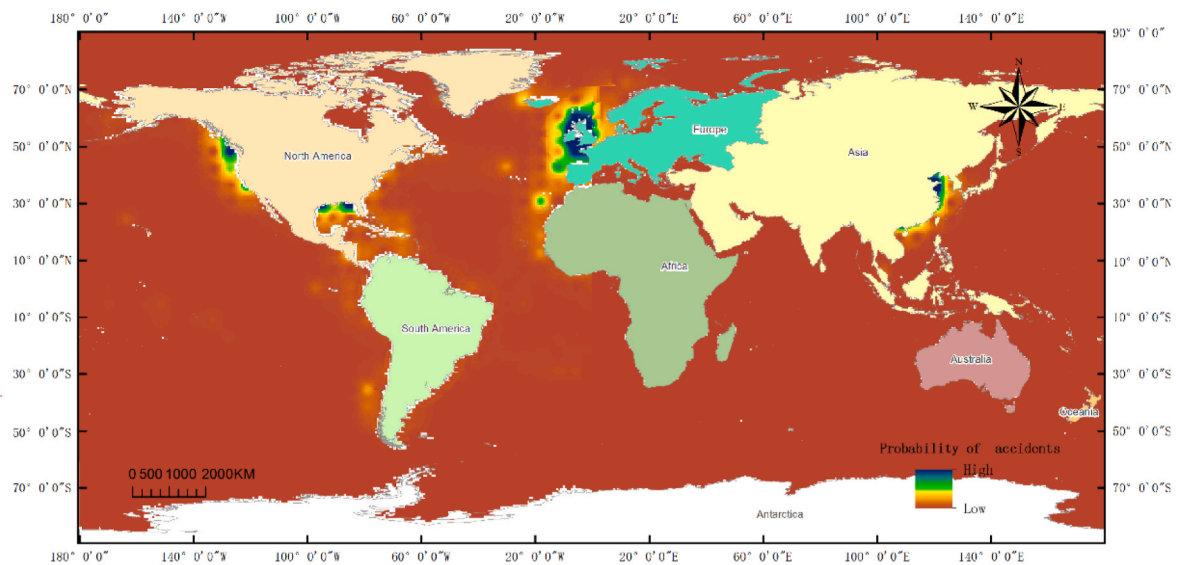 180° 0′0″ 140° 0′0″W 100° 0′0″W 60° 0′0″W 20° 0′0″W 20° 0′0″E 60° 0′0″E 100° 0′0″E 140° 0′0″E
90° 0′0″
70° 0′0″N 70° 0′0″N
N
W E
S
50° 0′0″N 50° 0′0″N
Europe
North America
Asia
30° 0′0″N 30° 0′0″N
10° 0′0″N 10° 0′0″N
Africa
10° 0′0″S 10° 0′0″S
South America
Australia
30° 0′0″S 30° 0′0″S
Oceania
50° 0′0″S 50° 0′0″S
Probability of accidents
High
Low
0 500 1000 2000KM
70° 0′0″S 70° 0′0″S
Antarctica
180° 0′0″ 140° 0′0″W 100° 0′0″W 60° 0′0″W 20° 0′0″W 20° 0′0″E 60° 0′0″E 100° 0′0″E 140° 0′0″E